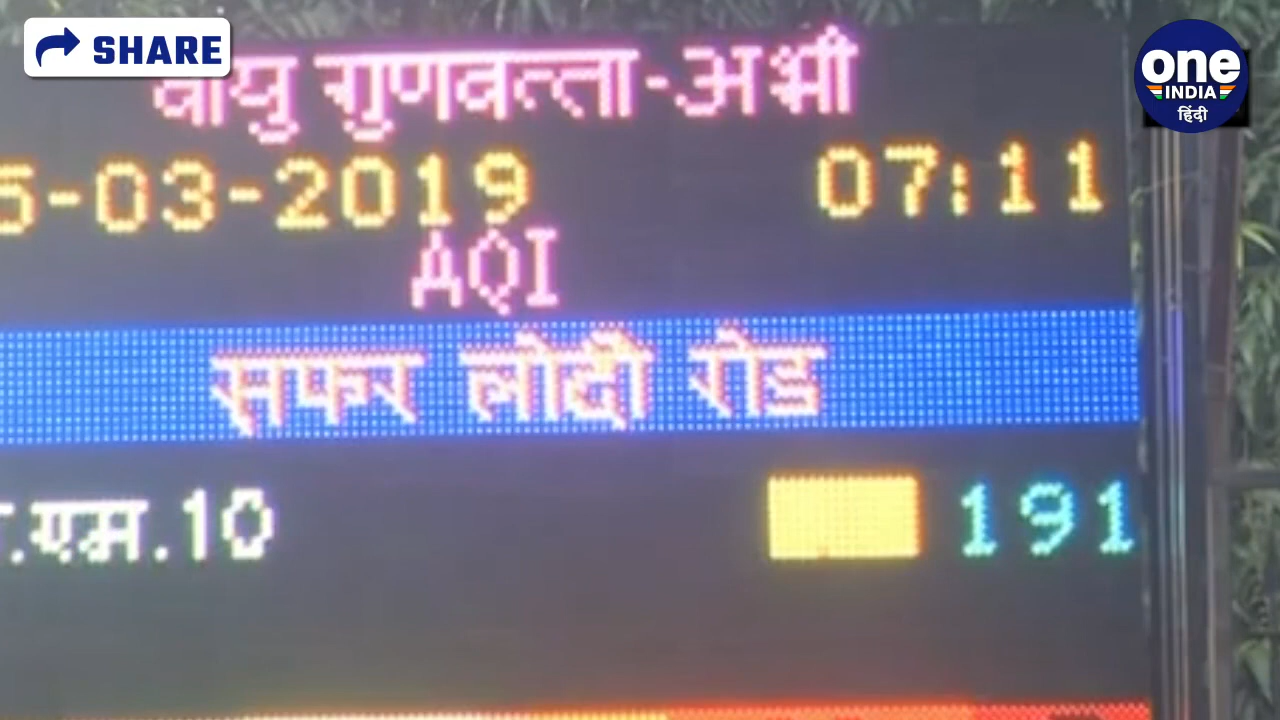 SHARE
one
INDIA
हिंदी
वायु गुणवत्ता-अभी
5-03-2019 07:11
AQI
सफर लोदी रोड
.एम.10 191